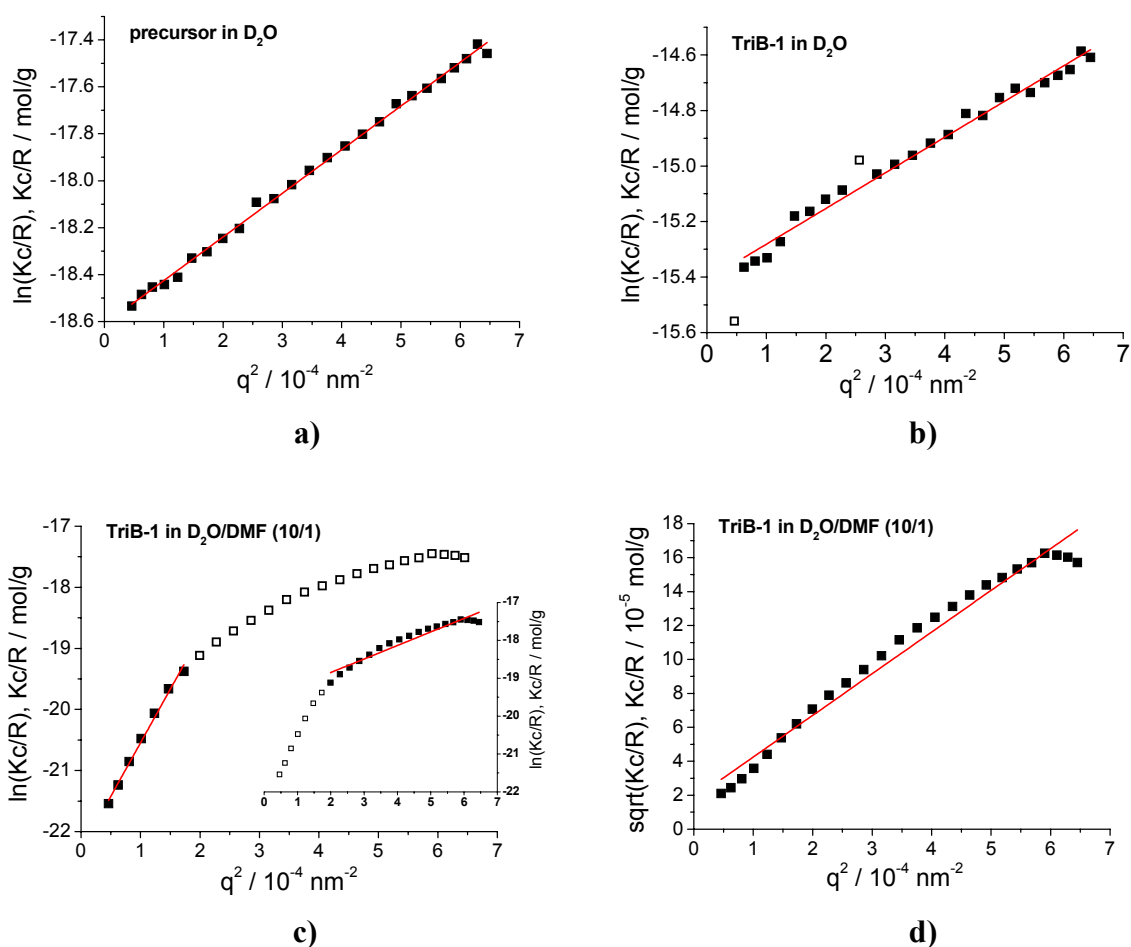 precursor in D₂O
ln(Kc/R), Kc/R / mol/g
-17.4
-17.6
-17.8
-18.0
-18.2
-18.4
-18.6
0 1 2 3 4 5 6 7
q² / 10⁻⁴ nm⁻²
a)
TriB-1 in D₂O
ln(Kc/R), Kc/R / mol/g
-14.6
-14.8
-15.0
-15.2
-15.4
-15.6
0 1 2 3 4 5 6 7
q² / 10⁻⁴ nm⁻²
b)
TriB-1 in D₂O/DMF (10/1)
ln(Kc/R), Kc/R / mol/g
-17
-18
-19
-20
-21
-22
0 1 2 3 4 5 6 7
q² / 10⁻⁴ nm⁻²
-17
-18
-19
-20
-21
-22
0 1 2 3 4 5 6 7
ln(Kc/R), Kc/R / mol/g
c)
TriB-1 in D₂O/DMF (10/1)
sqrt(Kc/R), Kc/R / 10⁻⁵ mol/g
18
16
14
12
10
8
6
4
2
0
0 1 2 3 4 5 6 7
q² / 10⁻⁴ nm⁻²
d)